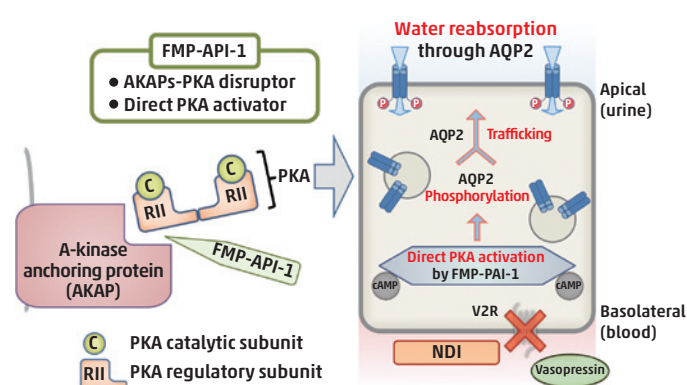 FMP-API-1
● AKAPs-PKA disruptor
● Direct PKA activator
C
C
RII
RII
PKA
A-kinase
anchoring protein
(AKAP)
FMP-API-1
C PKA catalytic subunit
RII PKA regulatory subunit
Water reabsorption
through AQP2
P
P
P
P
Apical
(urine)
AQP2 Trafficking
AQP2
Phosphorylation
Direct PKA activation
by FMP-PAI-1
cAMP
cAMP
V2R
Basolateral
(blood)
NDI
Vasopressin